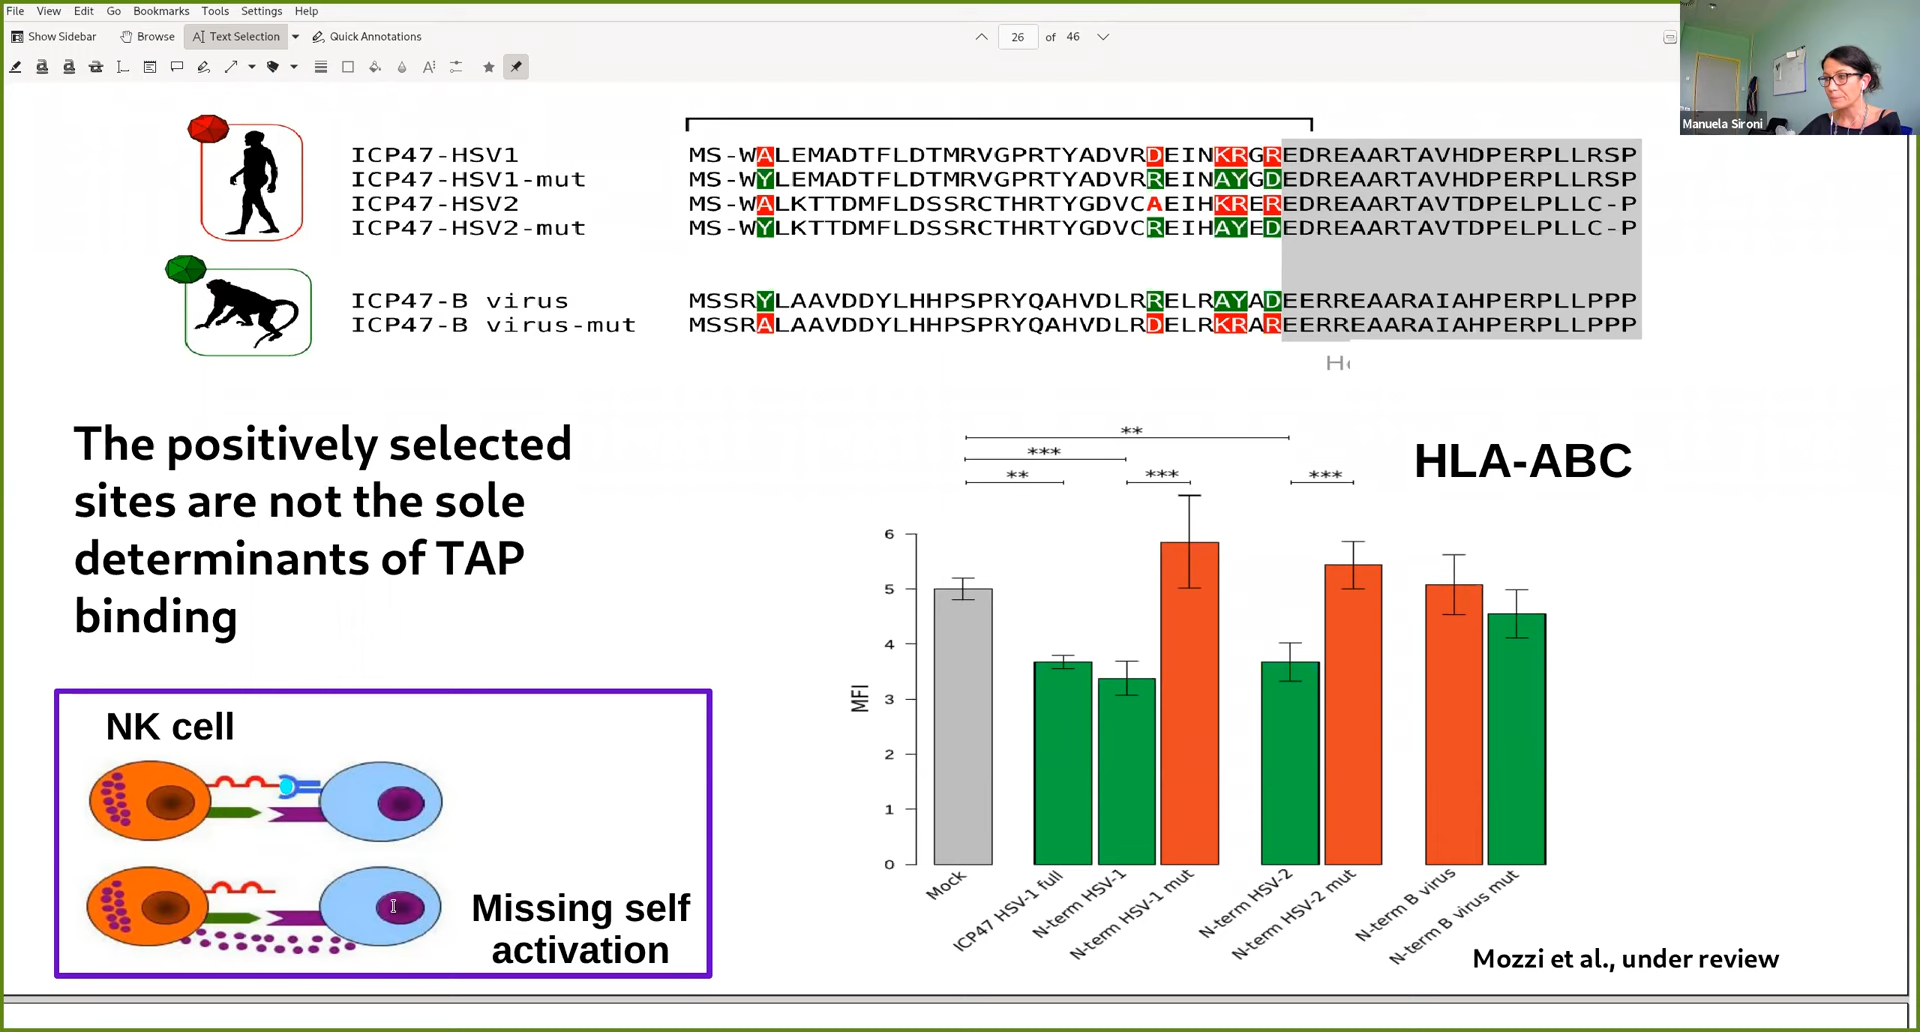 File View Edit Go Bookmarks Tools Settings Help
Show Sidebar Browse Text Selection Quick Annotations 26 of 46
Manuela Sironi
ICP47-HSV1 MS-WALEMADTFLDTMRVGPRTYADVRDEINKRGREDREAARTAVHDPERPLLRSP
ICP47-HSV1-mut MS-WYLEMADTFLDTMRVGPRTYADVRREINAYGDEDREAARTAVHDPERPLLRSP
ICP47-HSV2 MS-WALKTTDMFLDSSRCTHRTYGDVCAEIHKREREDREAARTAVTDPELPLLC-P
ICP47-HSV2-mut MS-WYLKTTDMFLDSSRCTHRTYGDVCREIHAYEDEDREAARTAVTDPELPLLC-P
ICP47-B virus MSSRYLAAVDDYLHHPSPRYQAHVDLRRELRAYADEERREAARAIAHPERPLLPPP
ICP47-B virus-mut MSSRALAAVDDYLHHPSPRYQAHVDLRDELRKRAREERREAARAIAHPERPLLPPP
The positively selected
sites are not the sole
determinants of TAP
binding
HLA-ABC
**
***
** *** ***
MFI
6
5
4
3
2
1
0
Mock
ICP47 HSV-1 full
N-term HSV-1
N-term HSV-1 mut
N-term HSV-2
N-term HSV-2 mut
N-term B virus
N-term B virus mut
NK cell
Missing self
activation
Mozzi et al., under review